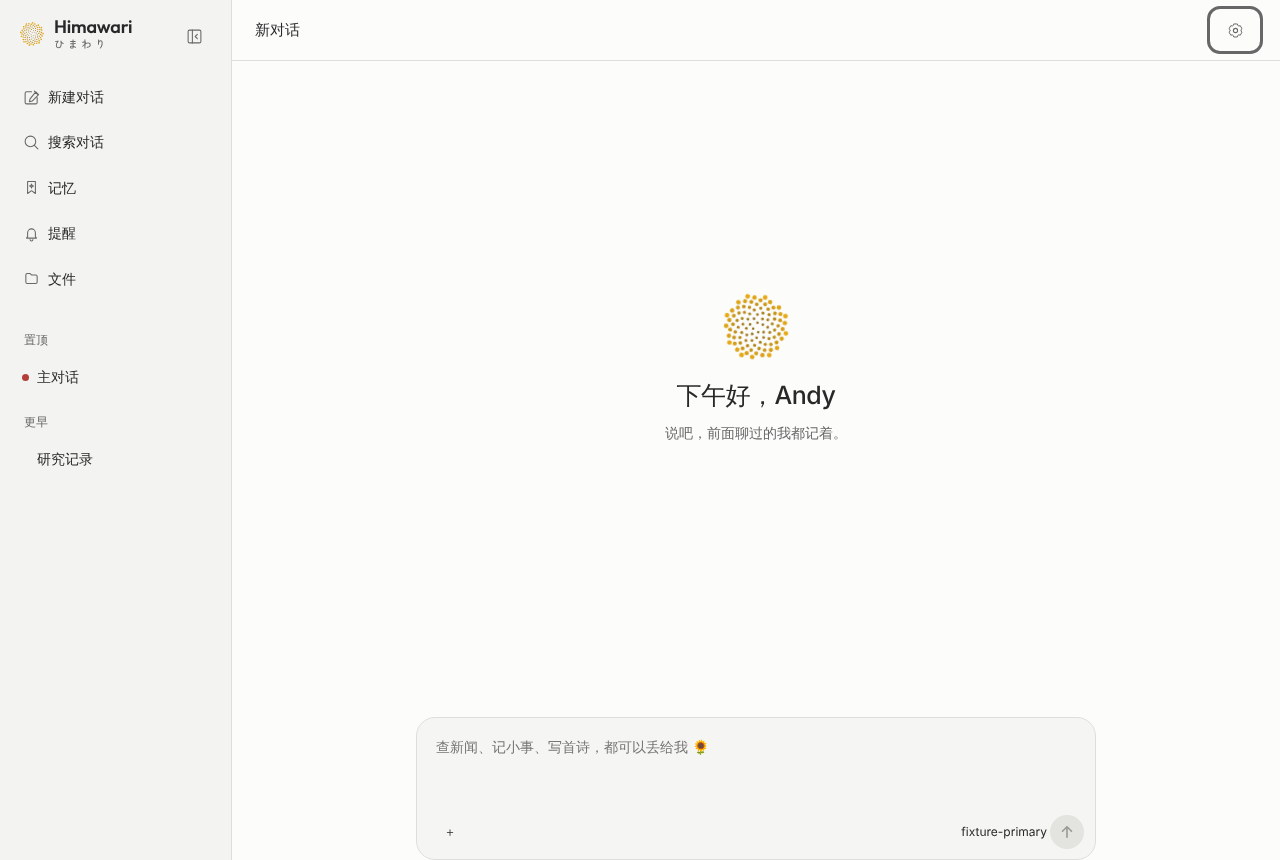 Himawari
ひまわり
新建对话
搜索对话
记忆
提醒
文件
置顶
主对话
更早
研究记录
新对话
下午好，Andy
说吧，前面聊过的我都记着。
查新闻、记小事、写首诗，都可以丢给我 🌻
+
fixture-primary